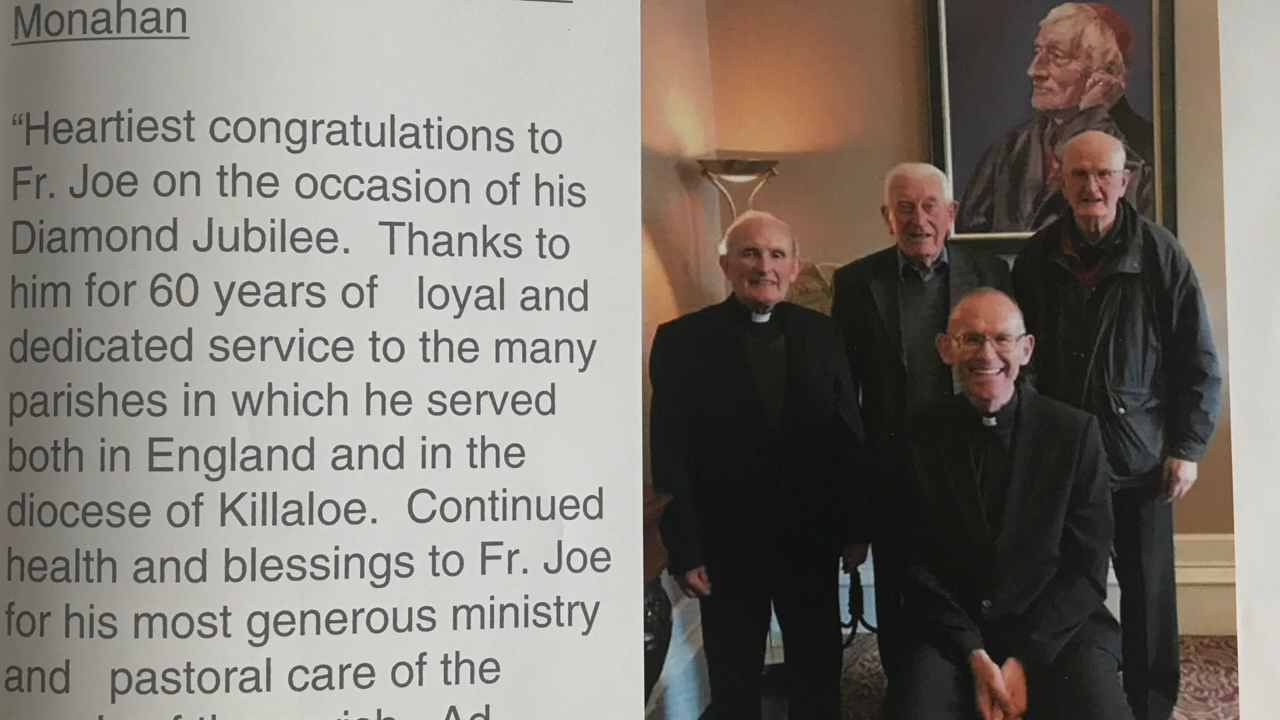 Monahan
“Heartiest congratulations to
Fr. Joe on the occasion of his
Diamond Jubilee. Thanks to
him for 60 years of loyal and
dedicated service to the many
parishes in which he served
both in England and in the
diocese of Killaloe. Continued
health and blessings to Fr. Joe
for his most generous ministry
and pastoral care of the
of the Ad